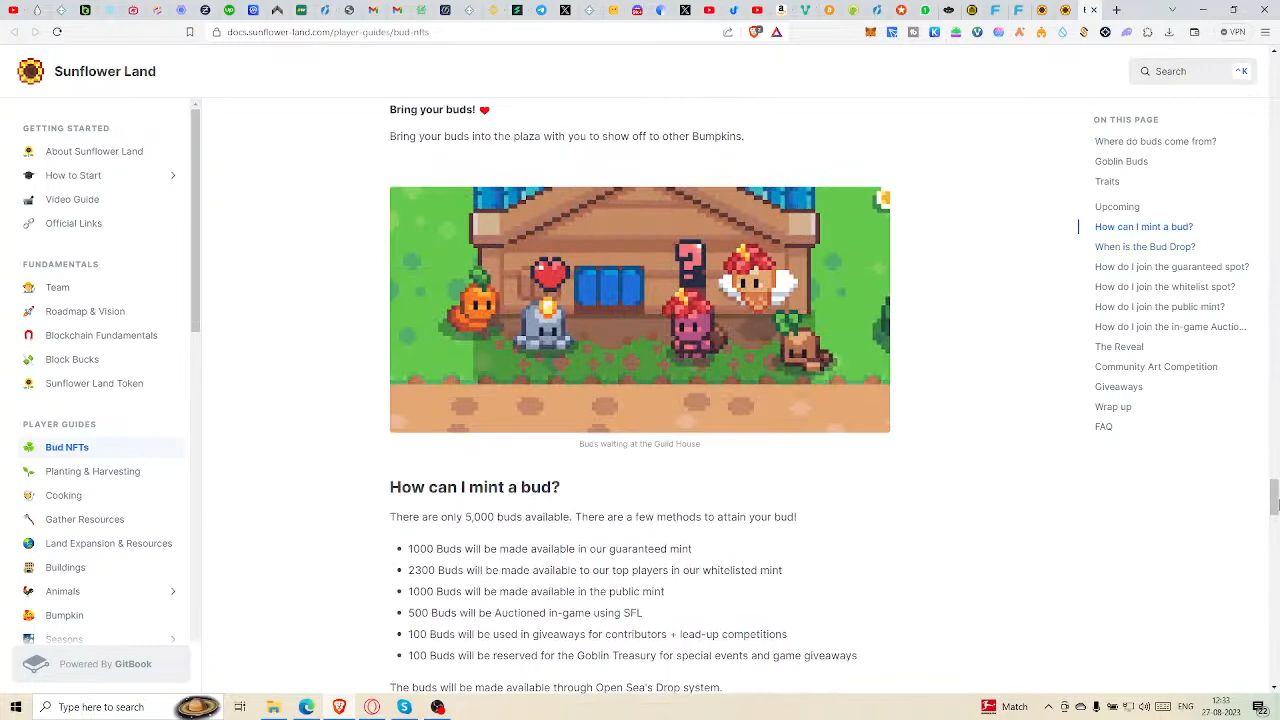 docs.sunflower-land.com/player-guides/bud-nfts
VPN
Sunflower Land
Search
^K
GETTING STARTED
About Sunflower Land
How to Start
Visual Guide
Official Links
FUNDAMENTALS
Team
Roadmap & Vision
Blockchain Fundamentals
Block Bucks
Sunflower Land Token
PLAYER GUIDES
Bud NFTs
Planting & Harvesting
Cooking
Gather Resources
Land Expansion & Resources
Buildings
Animals
Bumpkin
Seasons
Powered By GitBook
Bring your buds!
Bring your buds into the plaza with you to show off to other Bumpkins.
?
Buds waiting at the Guild House
How can I mint a bud?
There are only 5,000 buds available. There are a few methods to attain your bud!
• 1000 Buds will be made available in our guaranteed mint
• 2300 Buds will be made available to our top players in our whitelisted mint
• 1000 Buds will be made available in the public mint
• 500 Buds will be Auctioned in-game using SFL
• 100 Buds will be used in giveaways for contributors + lead-up competitions
• 100 Buds will be reserved for the Goblin Treasury for special events and game giveaways
The buds will be made available through Open Sea's Drop system.
ON THIS PAGE
Where do buds come from?
Goblin Buds
Traits
Upcoming
How can I mint a bud?
When is the Bud Drop?
How do I join the guaranteed spot?
How do I join the whitelist spot?
How do I join the public mint?
How do I join the in-game Auctio...
The Reveal
Community Art Competition
Giveaways
Wrap up
FAQ
Type here to search
Match
ENG
12:33
27-08-2023